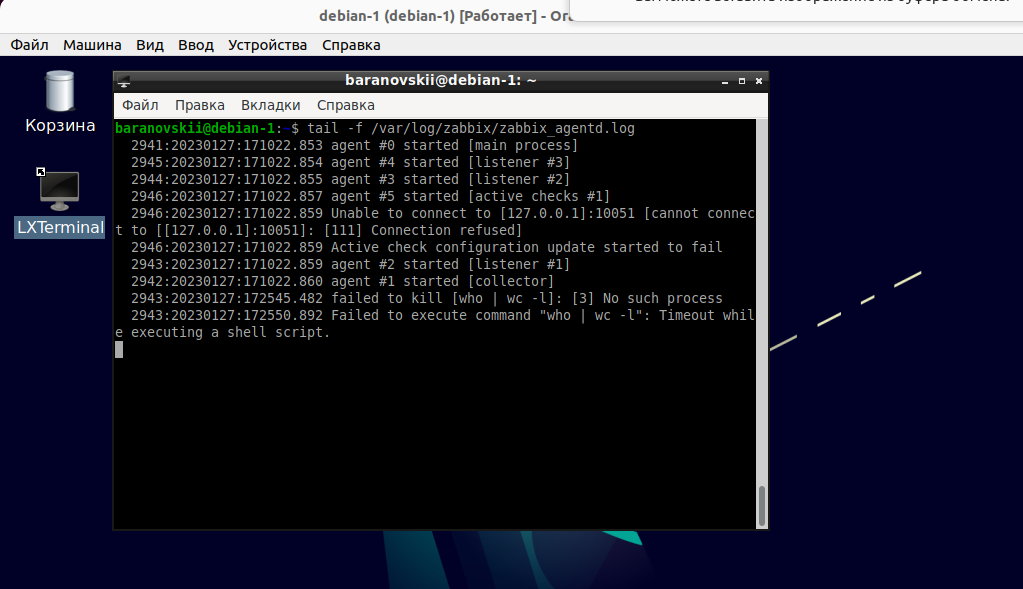 debian-1 (debian-1) [Работает] - Ora
Файл Машина Вид Ввод Устройства Справка
Корзина
LXTerminal
baranovskii@debian-1: ~
Файл Правка Вкладки Справка
baranovskii@debian-1:~$ tail -f /var/log/zabbix/zabbix_agentd.log
2941:20230127:171022.853 agent #0 started [main process]
2945:20230127:171022.854 agent #4 started [listener #3]
2944:20230127:171022.855 agent #3 started [listener #2]
2946:20230127:171022.857 agent #5 started [active checks #1]
2946:20230127:171022.859 Unable to connect to [127.0.0.1]:10051 [cannot connec
t to [[127.0.0.1]:10051]: [111] Connection refused]
2946:20230127:171022.859 Active check configuration update started to fail
2943:20230127:171022.859 agent #2 started [listener #1]
2942:20230127:171022.860 agent #1 started [collector]
2943:20230127:172545.482 failed to kill [who | wc -l]: [3] No such process
2943:20230127:172550.892 Failed to execute command "who | wc -l": Timeout whil
e executing a shell script.